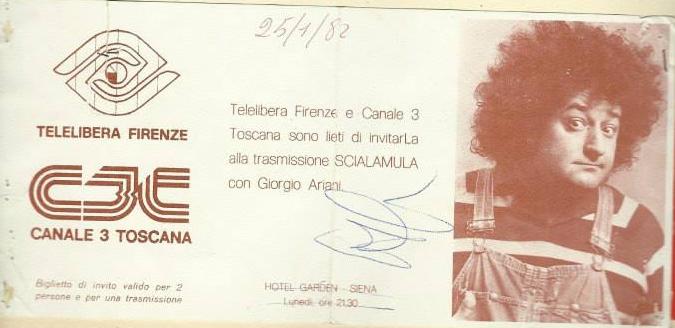 25/1/82
TELELIBERA FIRENZE
C3T
CANALE 3 TOSCANA
Biglietto di invito valido per 2
persone e per una trasmissione
Telelibera Firenze e Canale 3
Toscana sono lieti di invitarLa
alla trasmissione SCIALAMULA
con Giorgio Ariani.
HOTEL GARDEN - SIENA
Lunedì, ore 21,30